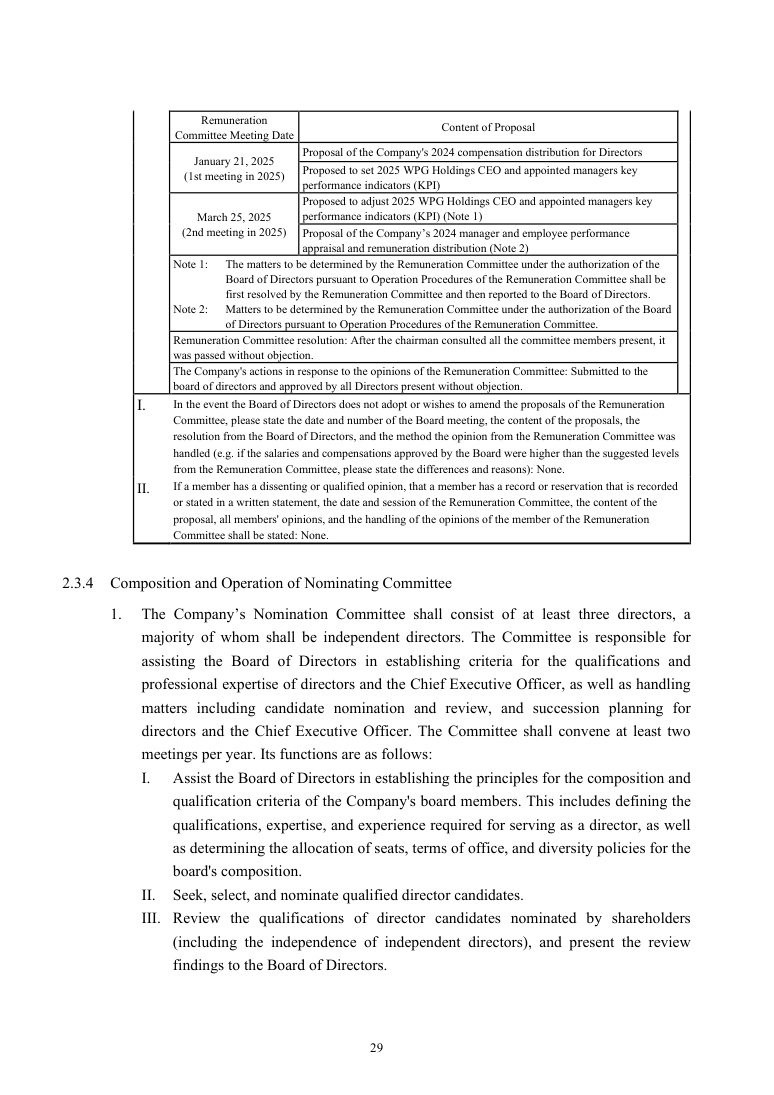 Remuneration
Committee Meeting Date
Content of Proposal
January 21, 2025
(1st meeting in 2025)
Proposal of the Company's 2024 compensation distribution for Directors
Proposed to set 2025 WPG Holdings CEO and appointed managers key
performance indicators (KPI)
March 25, 2025
(2nd meeting in 2025)
Proposed to adjust 2025 WPG Holdings CEO and appointed managers key
performance indicators (KPI) (Note 1)
Proposal of the Company’s 2024 manager and employee performance
appraisal and remuneration distribution (Note 2)
Note 1: The matters to be determined by the Remuneration Committee under the authorization of the
Board of Directors pursuant to Operation Procedures of the Remuneration Committee shall be
first resolved by the Remuneration Committee and then reported to the Board of Directors.
Note 2: Matters to be determined by the Remuneration Committee under the authorization of the Board
of Directors pursuant to Operation Procedures of the Remuneration Committee.
Remuneration Committee resolution: After the chairman consulted all the committee members present, it
was passed without objection.
The Company's actions in response to the opinions of the Remuneration Committee: Submitted to the
board of directors and approved by all Directors present without objection.
I. In the event the Board of Directors does not adopt or wishes to amend the proposals of the Remuneration
Committee, please state the date and number of the Board meeting, the content of the proposals, the
resolution from the Board of Directors, and the method the opinion from the Remuneration Committee was
handled (e.g. if the salaries and compensations approved by the Board were higher than the suggested levels
from the Remuneration Committee, please state the differences and reasons): None.
II. If a member has a dissenting or qualified opinion, that a member has a record or reservation that is recorded
or stated in a written statement, the date and session of the Remuneration Committee, the content of the
proposal, all members' opinions, and the handling of the opinions of the member of the Remuneration
Committee shall be stated: None.
2.3.4 Composition and Operation of Nominating Committee
1. The Company’s Nomination Committee shall consist of at least three directors, a
majority of whom shall be independent directors. The Committee is responsible for
assisting the Board of Directors in establishing criteria for the qualifications and
professional expertise of directors and the Chief Executive Officer, as well as handling
matters including candidate nomination and review, and succession planning for
directors and the Chief Executive Officer. The Committee shall convene at least two
meetings per year. Its functions are as follows:
I. Assist the Board of Directors in establishing the principles for the composition and
qualification criteria of the Company's board members. This includes defining the
qualifications, expertise, and experience required for serving as a director, as well
as determining the allocation of seats, terms of office, and diversity policies for the
board's composition.
II. Seek, select, and nominate qualified director candidates.
III. Review the qualifications of director candidates nominated by shareholders
(including the independence of independent directors), and present the review
findings to the Board of Directors.
29